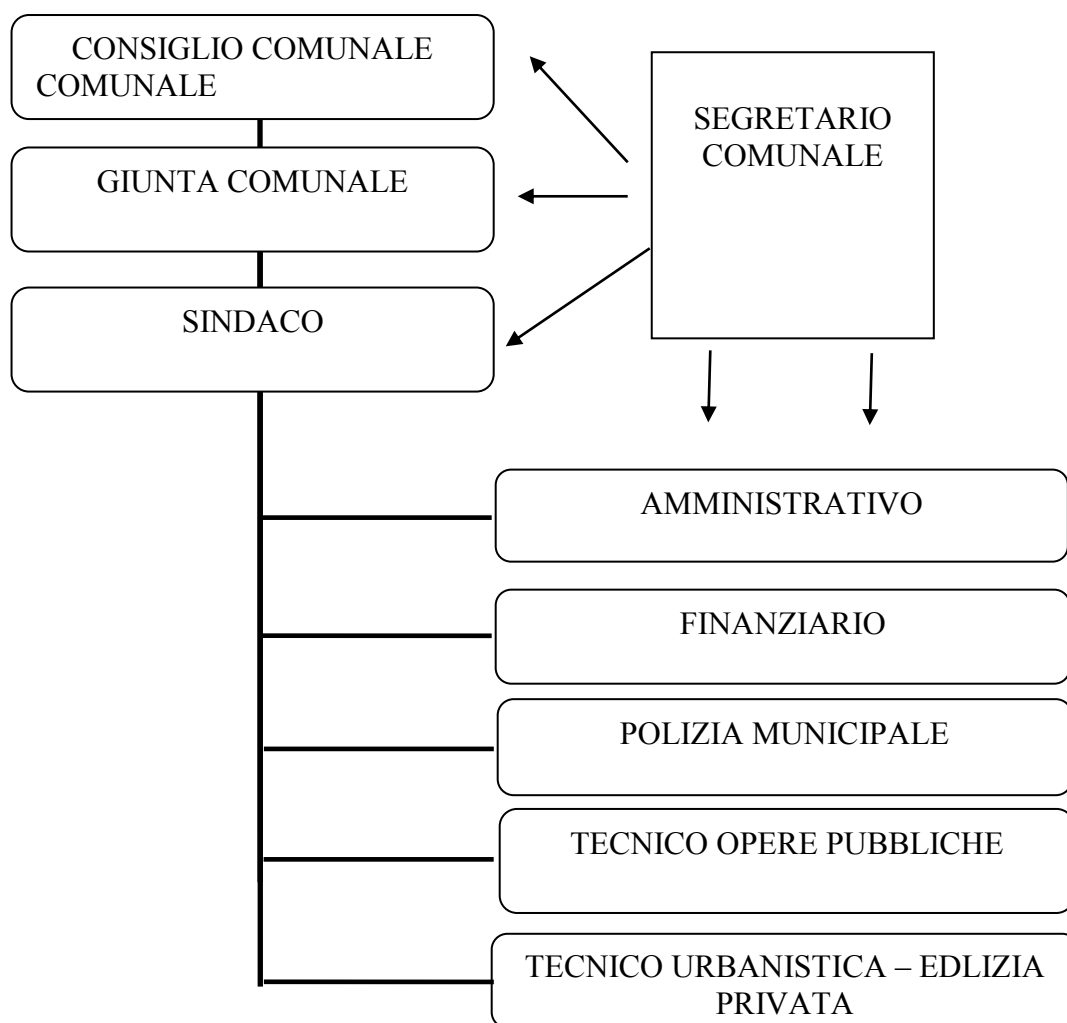 CONSIGLIO COMUNALE
COMUNALE
SEGRETARIO
COMUNALE
GIUNTA COMUNALE
SINDACO
AMMINISTRATIVO
FINANZIARIO
POLIZIA MUNICIPALE
TECNICO OPERE PUBBLICHE
TECNICO URBANISTICA – EDLIZIA
PRIVATA